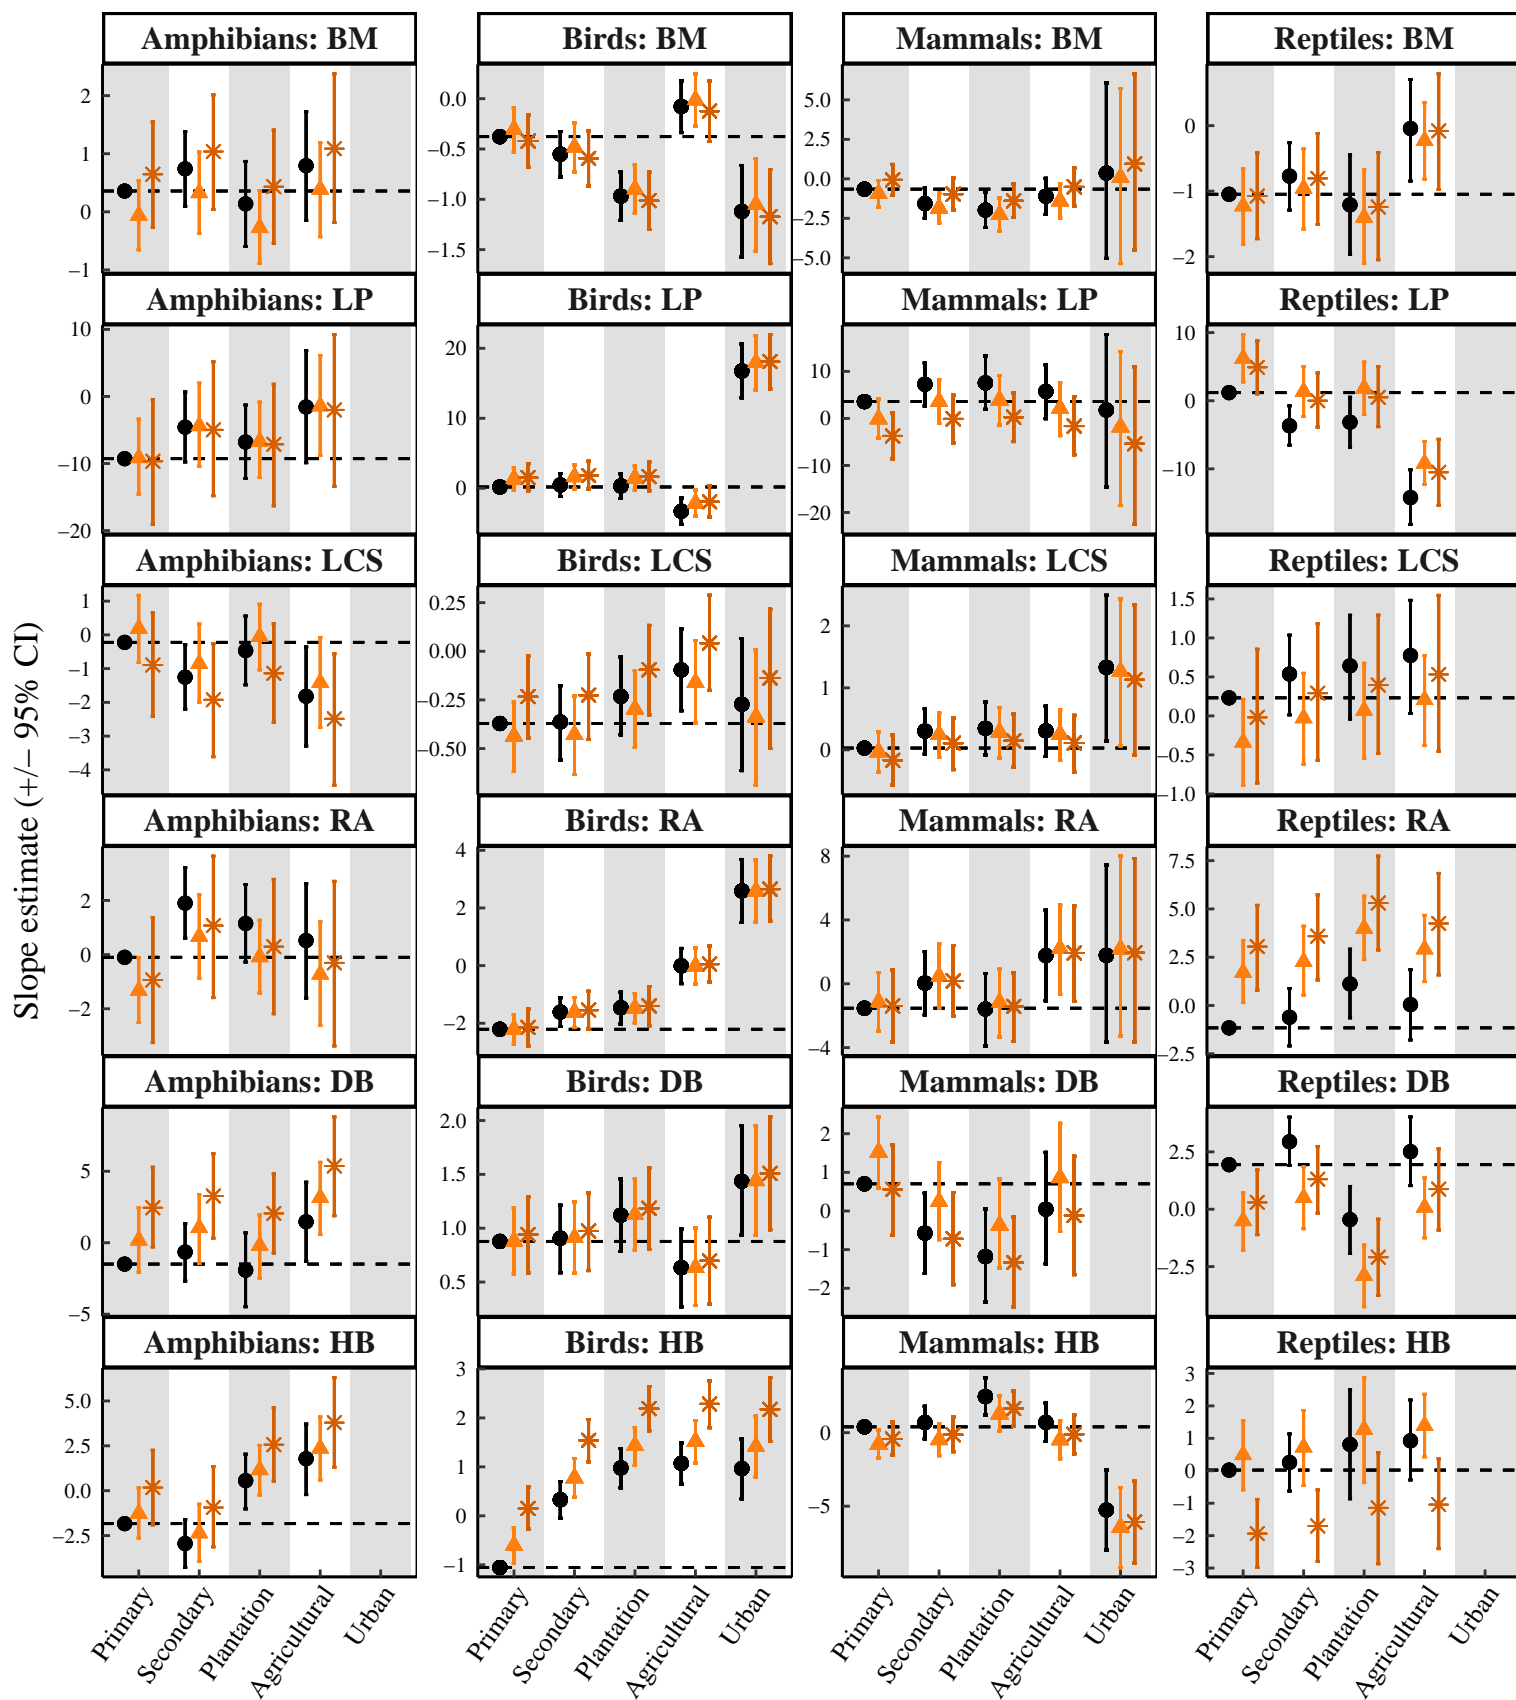 Amphibians: BM Birds: BM Mammals: BM Reptiles: BM
2 1 0 −1
0.0 −0.5 −1.0 −1.5
5.0 2.5 0.0 −2.5 −5.0
0 −1 −2
Amphibians: LP Birds: LP Mammals: LP Reptiles: LP
10 0 −10 −20
20 10 0
10 0 −10 −20
10 0 −10
Amphibians: LCS Birds: LCS Mammals: LCS Reptiles: LCS
1 0 −1 −2 −3 −4
0.25 0.00 −0.25 −0.50
2 1 0
1.5 1.0 0.5 0.0 −0.5 −1.0
Slope estimate (+/− 95% CI)
Amphibians: RA Birds: RA Mammals: RA Reptiles: RA
2 0 −2
4 2 0 −2
8 4 0 −4
7.5 5.0 2.5 0.0 −2.5
Amphibians: DB Birds: DB Mammals: DB Reptiles: DB
5 0 −5
2.0 1.5 1.0 0.5
2 1 0 −1 −2
2.5 0.0 −2.5
Amphibians: HB Birds: HB Mammals: HB Reptiles: HB
5.0 2.5 0.0 −2.5
3 2 1 0 −1
0 −5
3 2 1 0 −1 −2 −3
Primary Secondary Plantation Agricultural Urban
Primary Secondary Plantation Agricultural Urban
Primary Secondary Plantation Agricultural Urban
Primary Secondary Plantation Agricultural Urban